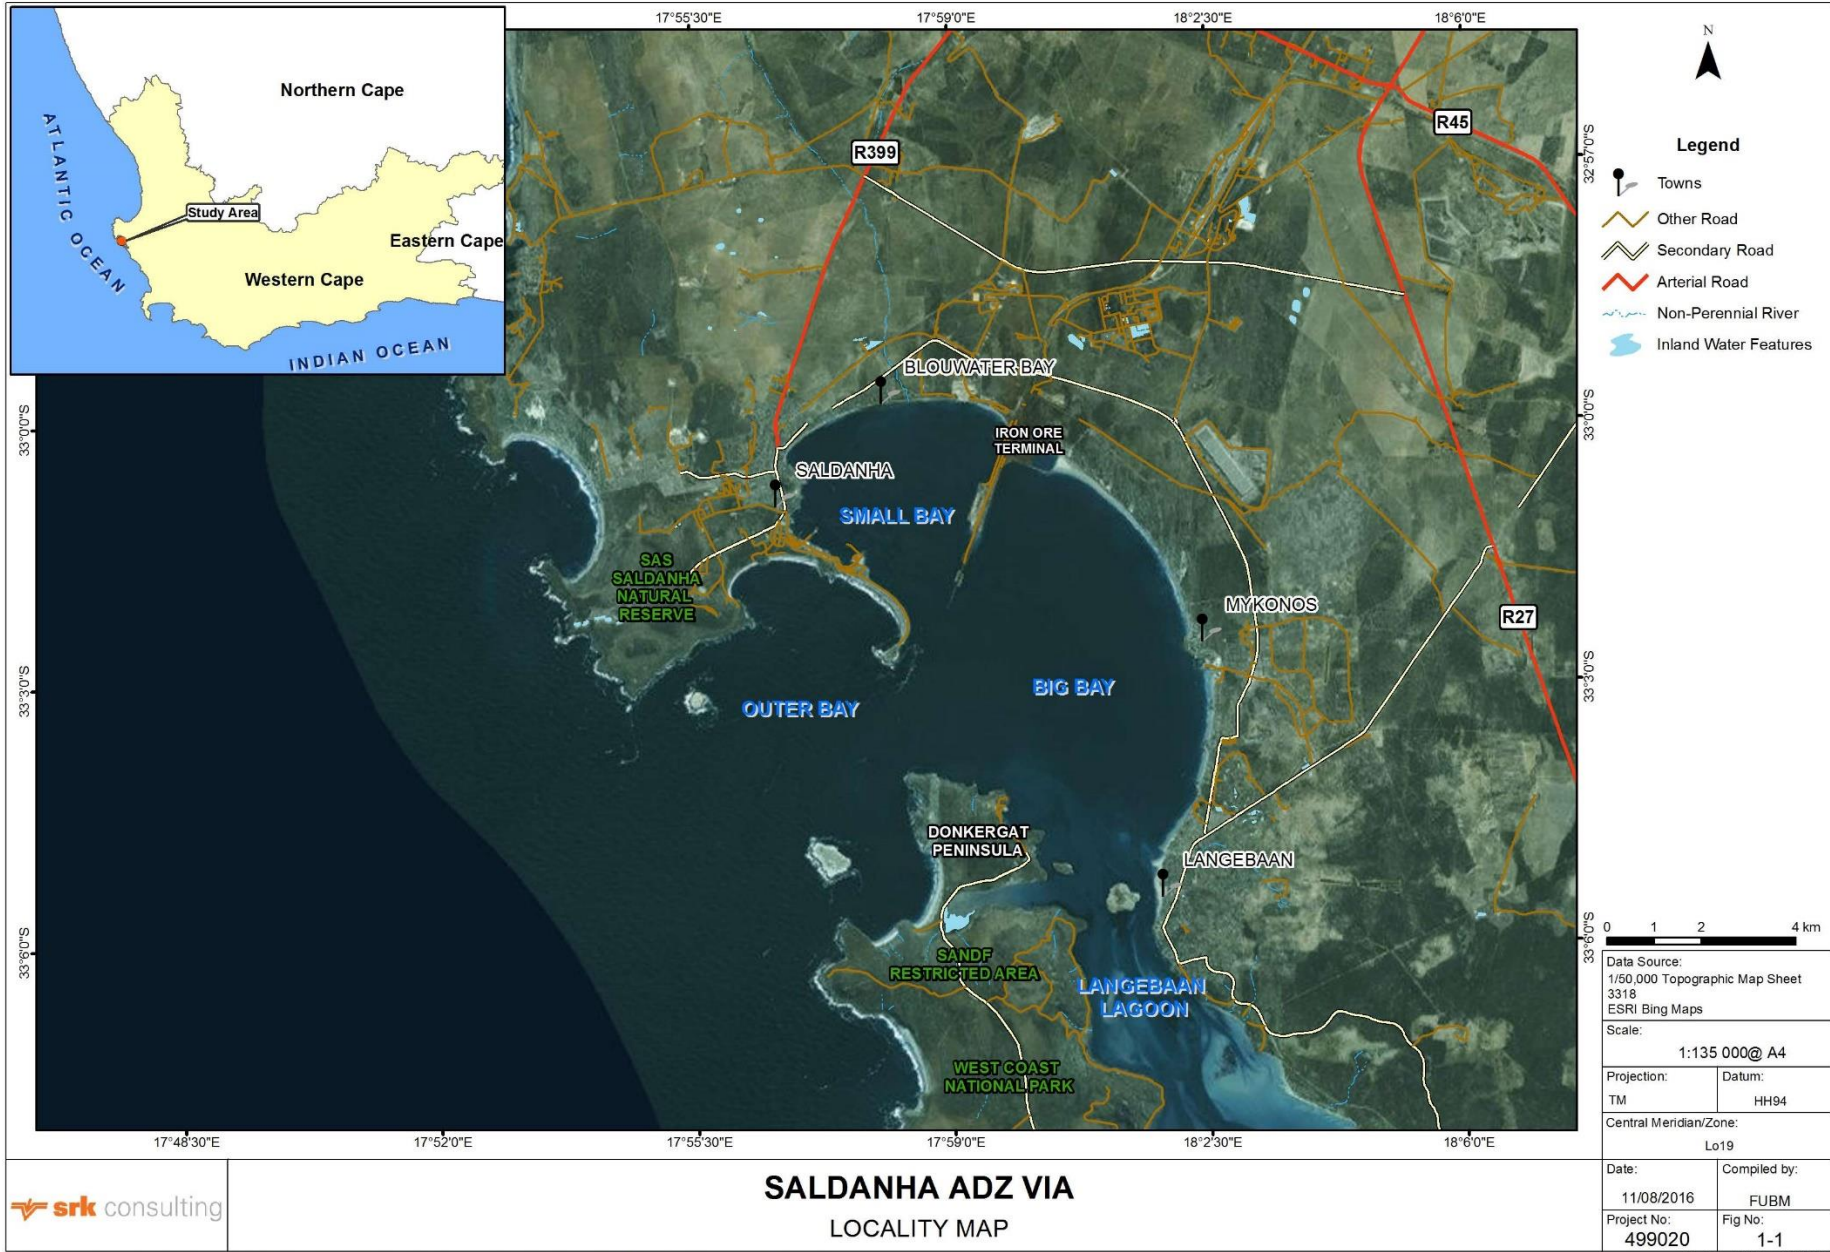 17°55'30"E
17°59'0"E
18°2'30"E
18°6'0"E
Northern Cape
ATLANTIC OCEAN
Study Area
Eastern Cape
Western Cape
INDIAN OCEAN
R399
R45
32°57'0"S
N
Legend
Towns
Other Road
Secondary Road
Arterial Road
Non-Perennial River
Inland Water Features
BLOUWATER BAY
33°0'0"S
33°0'0"S
IRON ORE
TERMINAL
SALDANHA
SMALL BAY
SAS
SALDANHA
NATURAL
RESERVE
MYKONOS
R27
33°3'0"S
33°3'0"S
BIG BAY
OUTER BAY
DONKERGAT
PENINSULA
LANGEBAAN
33°6'0"S
33°6'0"S
SANDF
RESTRICTED AREA
LANGEBAAN
LAGOON
WEST COAST
NATIONAL PARK
0 1 2 4 km
Data Source:
1/50,000 Topographic Map Sheet
3318
ESRI Bing Maps
Scale:
1:135 000@ A4
Projection:
TM
Datum:
HH94
Central Meridian/Zone:
Lo19
17°48'30"E
17°52'0"E
17°55'30"E
17°59'0"E
18°2'30"E
18°6'0"E
srk consulting
SALDANHA ADZ VIA
LOCALITY MAP
Date:
11/08/2016
Compiled by:
FUBM
Project No:
499020
Fig No:
1-1